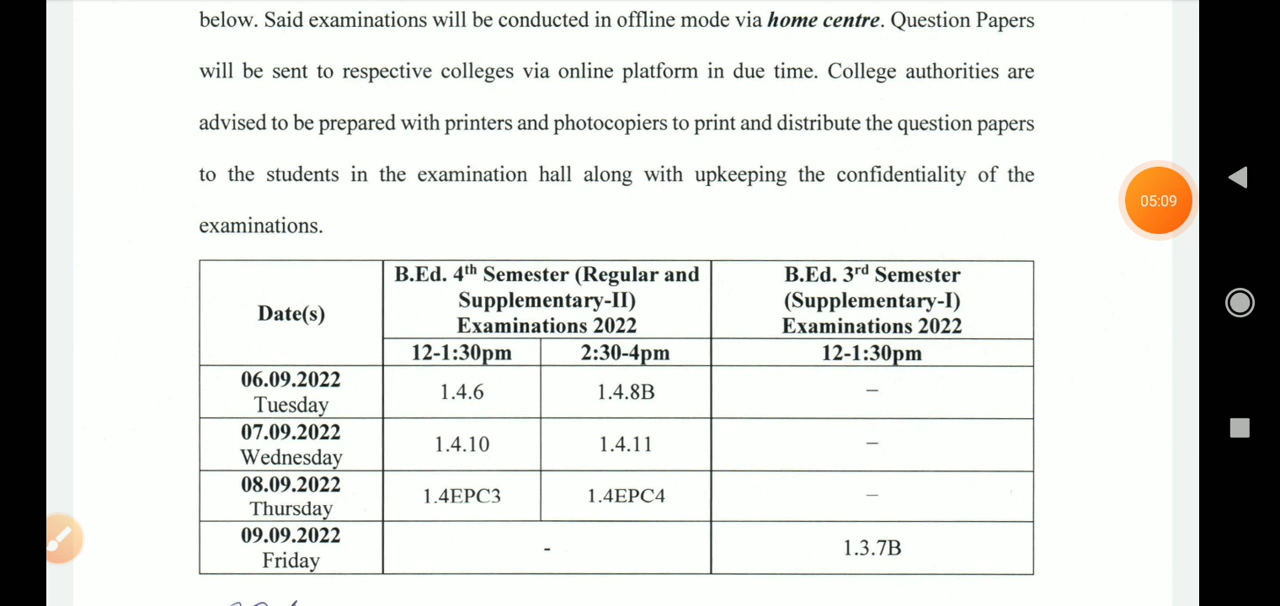 below. Said examinations will be conducted in offline mode via home centre. Question Papers
will be sent to respective colleges via online platform in due time. College authorities are
advised to be prepared with printers and photocopiers to print and distribute the question papers
to the students in the examination hall along with upkeeping the confidentiality of the
examinations.
05:09
Date(s)
B.Ed. 4th Semester (Regular and
Supplementary-II)
Examinations 2022
B.Ed. 3rd Semester
(Supplementary-I)
Examinations 2022
12-1:30pm 2:30-4pm 12-1:30pm
06.09.2022
Tuesday
1.4.6 1.4.8B –
07.09.2022
Wednesday
1.4.10 1.4.11 –
08.09.2022
Thursday
1.4EPC3 1.4EPC4 –
09.09.2022
Friday
- 1.3.7B